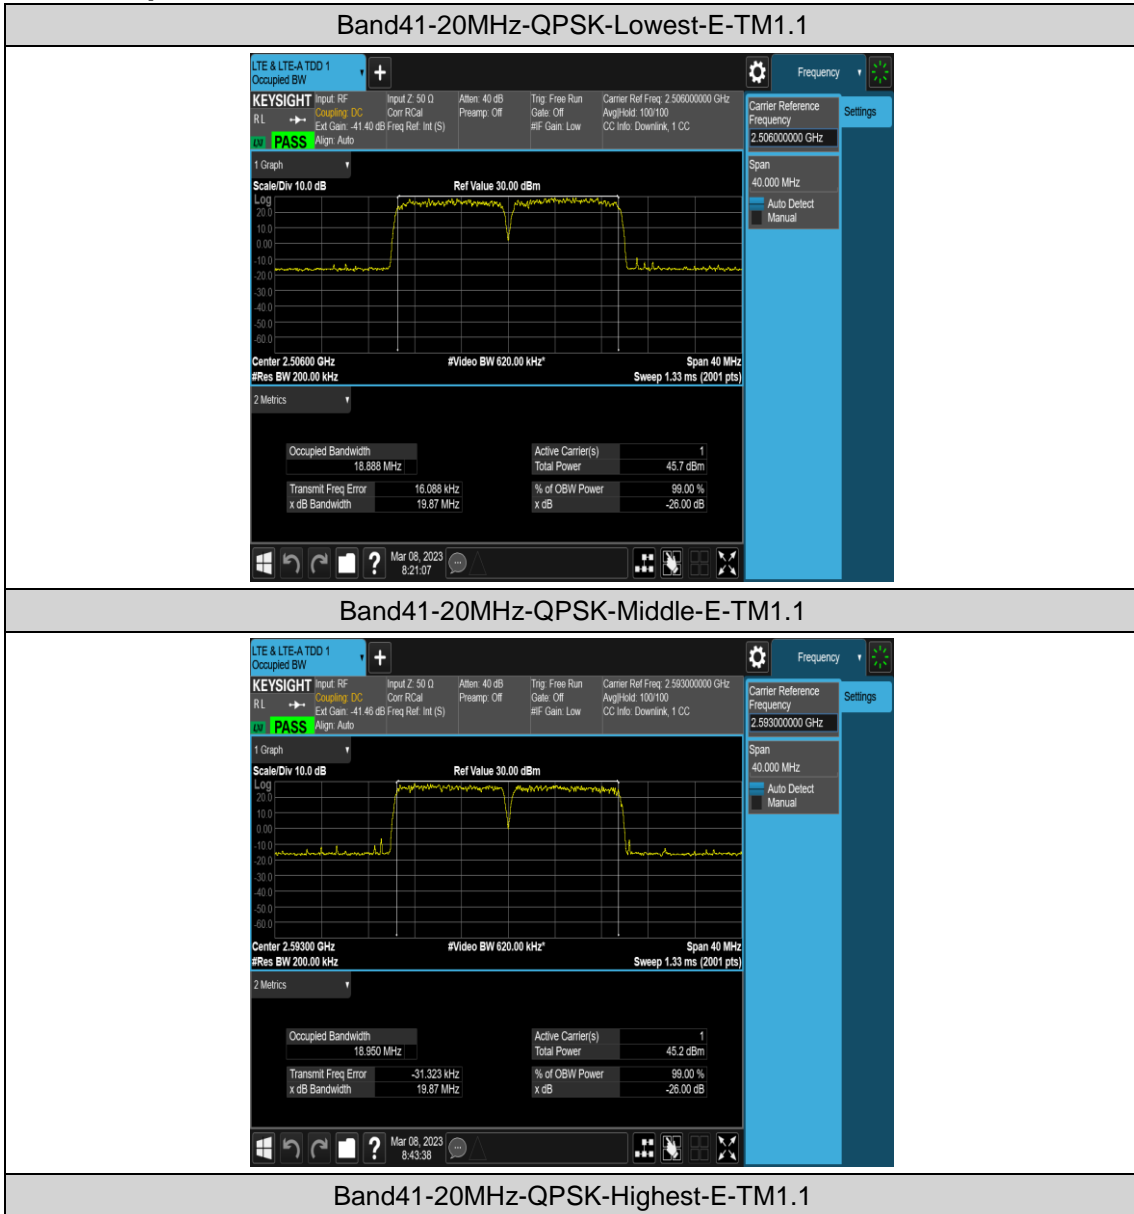 Band41-20MHz-QPSK-Lowest-E-TM1.1
LTE & LTE-A TDD 1
Occupied BW
Frequency
KEYSIGHT
RL
PASS
Input: RF
Coupling: DC
Ext Gain: -41.40 dB
Align: Auto
Input Z: 50 Ω
Corr RCal
Freq Ref: Int (S)
Atten: 40 dB
Preamp: Off
Trig: Free Run
Gate: Off
#IF Gain: Low
Carrier Ref Freq: 2.506000000 GHz
Avg|Hold: 100/100
CC Info: Downlink, 1 CC
Carrier Reference
Frequency
2.506000000 GHz
Settings
Span
40.000 MHz
Auto Detect
Manual
1 Graph
Scale/Div 10.0 dB
Ref Value 30.00 dBm
Log
20.0
10.0
0.00
-10.0
-20.0
-30.0
-40.0
-50.0
-60.0
Center 2.50600 GHz
#Video BW 620.00 kHz*
Span 40 MHz
#Res BW 200.00 kHz
Sweep 1.33 ms (2001 pts)
2 Metrics
Occupied Bandwidth
18.888 MHz
Transmit Freq Error 16.088 kHz
x dB Bandwidth 19.87 MHz
Active Carrier(s) 1
Total Power 45.7 dBm
% of OBW Power 99.00 %
x dB -26.00 dB
?
Mar 08, 2023
8:21:07
Band41-20MHz-QPSK-Middle-E-TM1.1
LTE & LTE-A TDD 1
Occupied BW
Frequency
KEYSIGHT
RL
PASS
Input: RF
Coupling: DC
Ext Gain: -41.46 dB
Align: Auto
Input Z: 50 Ω
Corr RCal
Freq Ref: Int (S)
Atten: 40 dB
Preamp: Off
Trig: Free Run
Gate: Off
#IF Gain: Low
Carrier Ref Freq: 2.593000000 GHz
Avg|Hold: 100/100
CC Info: Downlink, 1 CC
Carrier Reference
Frequency
2.593000000 GHz
Settings
Span
40.000 MHz
Auto Detect
Manual
1 Graph
Scale/Div 10.0 dB
Ref Value 30.00 dBm
Log
20.0
10.0
0.00
-10.0
-20.0
-30.0
-40.0
-50.0
-60.0
Center 2.59300 GHz
#Video BW 620.00 kHz*
Span 40 MHz
#Res BW 200.00 kHz
Sweep 1.33 ms (2001 pts)
2 Metrics
Occupied Bandwidth
18.950 MHz
Transmit Freq Error -31.323 kHz
x dB Bandwidth 19.87 MHz
Active Carrier(s) 1
Total Power 45.2 dBm
% of OBW Power 99.00 %
x dB -26.00 dB
?
Mar 08, 2023
8:43:38
Band41-20MHz-QPSK-Highest-E-TM1.1